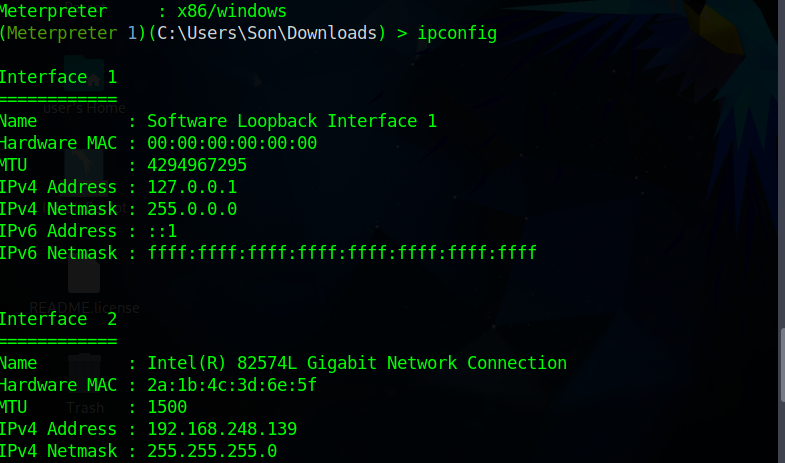 Meterpreter     : x86/windows
(Meterpreter 1)(C:\Users\Son\Downloads) > ipconfig
Interface  1
============
Name         : Software Loopback Interface 1
Hardware MAC : 00:00:00:00:00:00
MTU          : 4294967295
IPv4 Address : 127.0.0.1
IPv4 Netmask : 255.0.0.0
IPv6 Address : ::1
IPv6 Netmask : ffff:ffff:ffff:ffff:ffff:ffff:ffff:ffff
Interface  2
============
Name         : Intel(R) 82574L Gigabit Network Connection
Hardware MAC : 2a:1b:4c:3d:6e:5f
MTU          : 1500
IPv4 Address : 192.168.248.139
IPv4 Netmask : 255.255.255.0
user's Home
README.license
Trash